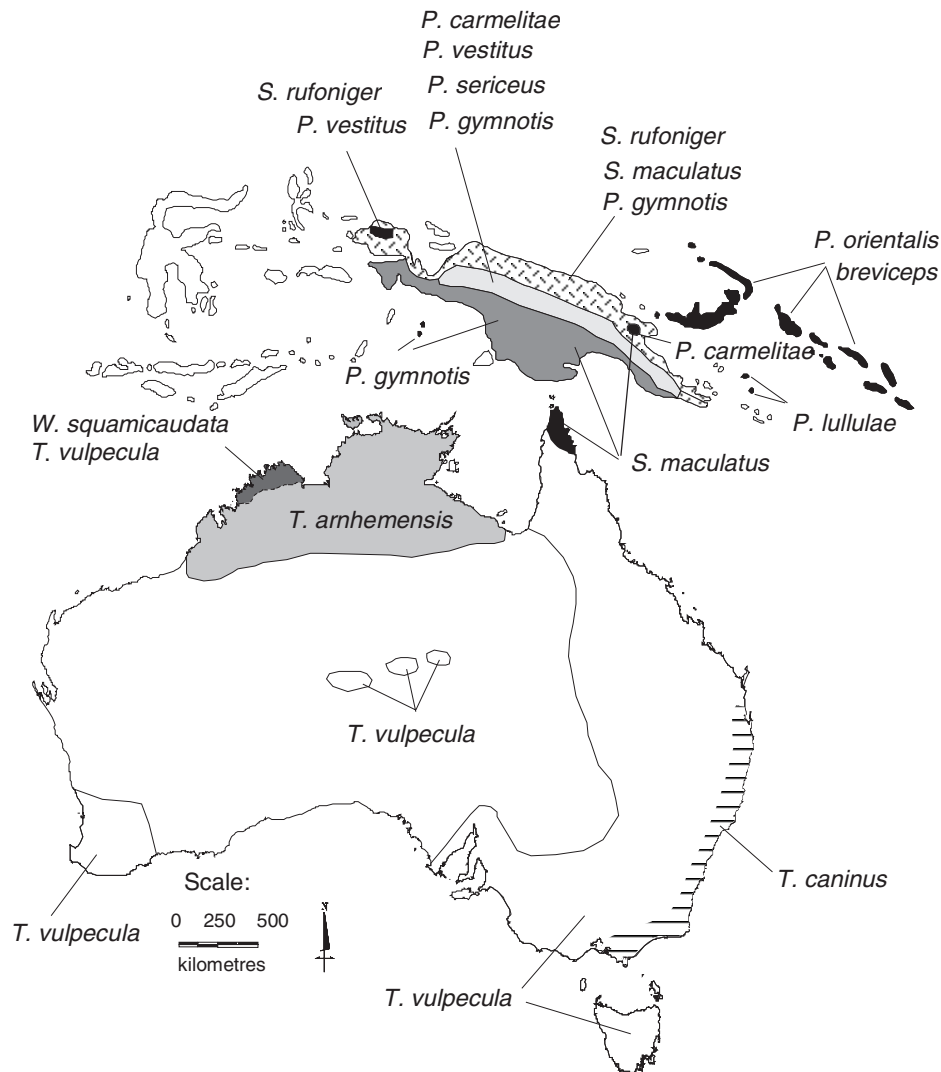 P. carmelitae
P. vestitus
P. sericeus
P. gymnotis
S. rufoniger
P. vestitus
S. rufoniger
S. maculatus
P. gymnotis
P. orientalis
breviceps
P. carmelitae
P. gymnotis
P. lullulae
W. squamicaudata
T. vulpecula
S. maculatus
T. arnhemensis
T. vulpecula
T. caninus
Scale:
0 250 500
kilometres
N
T. vulpecula
T. vulpecula